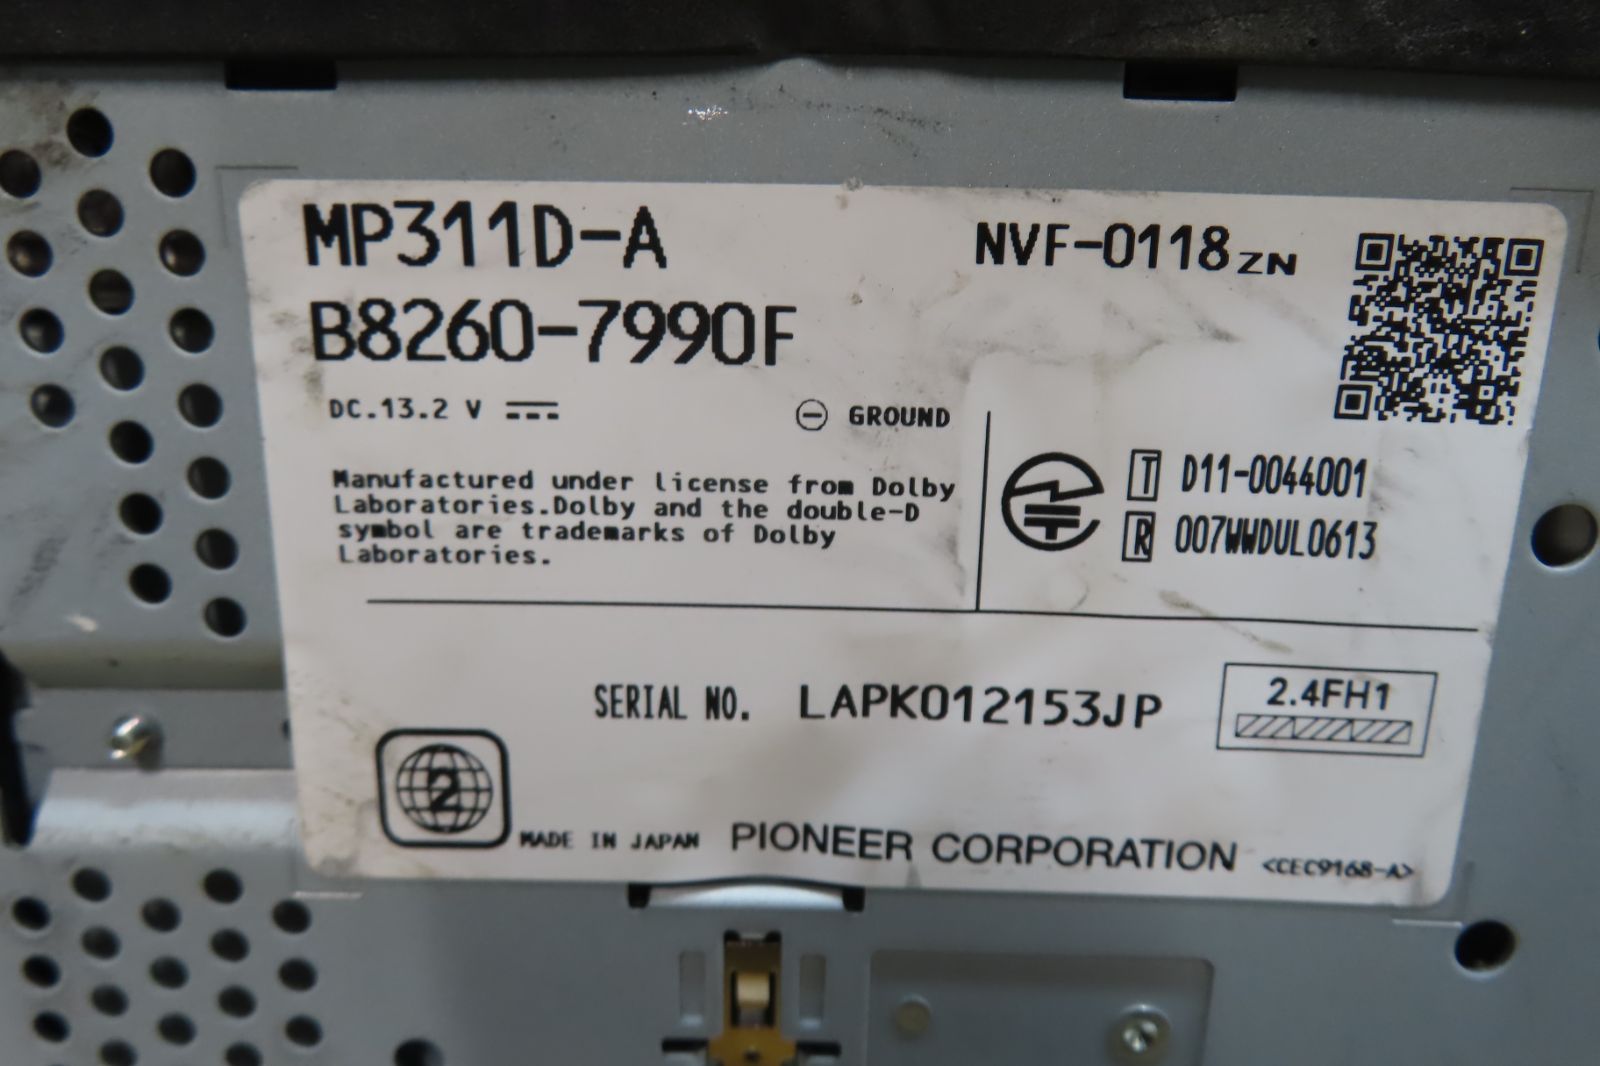 MP311D-A
NVF-0118 ZN
B8260-7990F
DC.13.2 V
GROUND
Manufactured under license from Dolby
Laboratories.Dolby and the double-D
symbol are trademarks of Dolby
Laboratories.
T D11-0044001
R 007WWDUL0613
SERIAL NO. LAPK012153JP
2.4FH1
2
MADE IN JAPAN PIONEER CORPORATION <CEC9168-A>